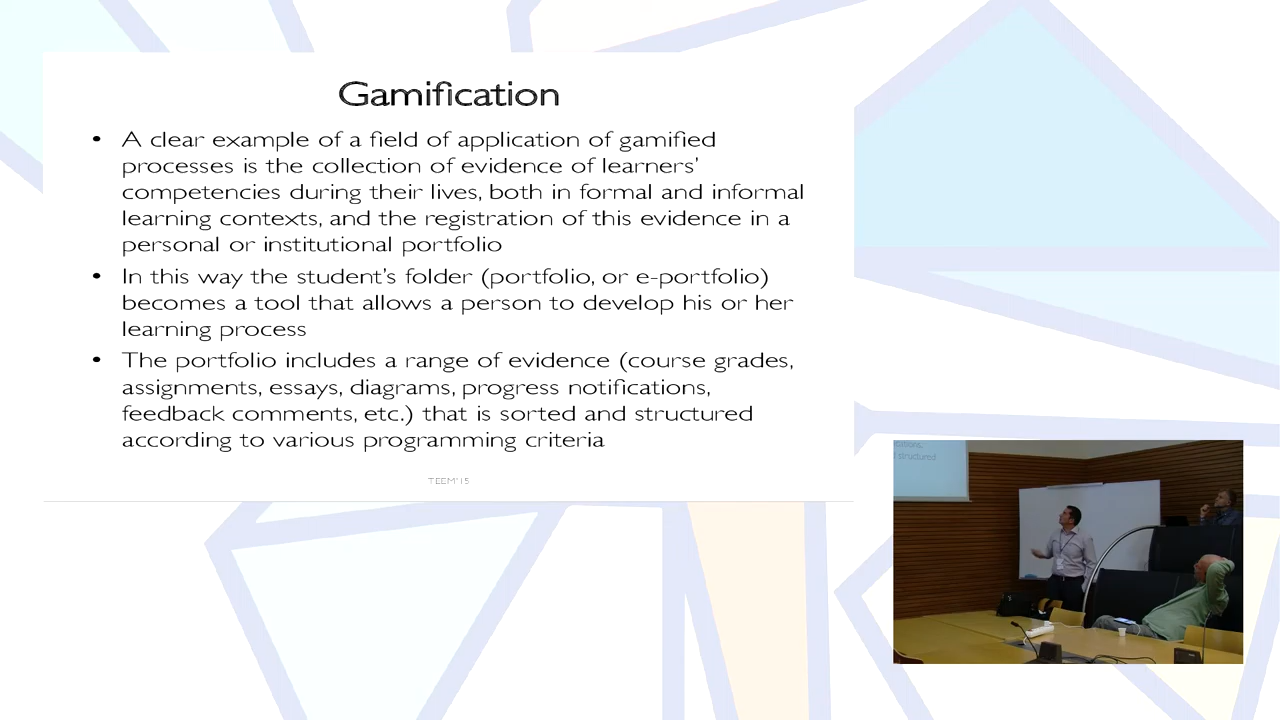 Gamification
• A clear example of a field of application of gamified
processes is the collection of evidence of learners'
competencies during their lives, both in formal and informal
learning contexts, and the registration of this evidence in a
personal or institutional portfolio
• In this way the student's folder (portfolio, or e-portfolio)
becomes a tool that allows a person to develop his or her
learning process
• The portfolio includes a range of evidence (course grades,
assignments, essays, diagrams, progress notifications,
feedback comments, etc.) that is sorted and structured
according to various programming criteria
TEEM'15
structured